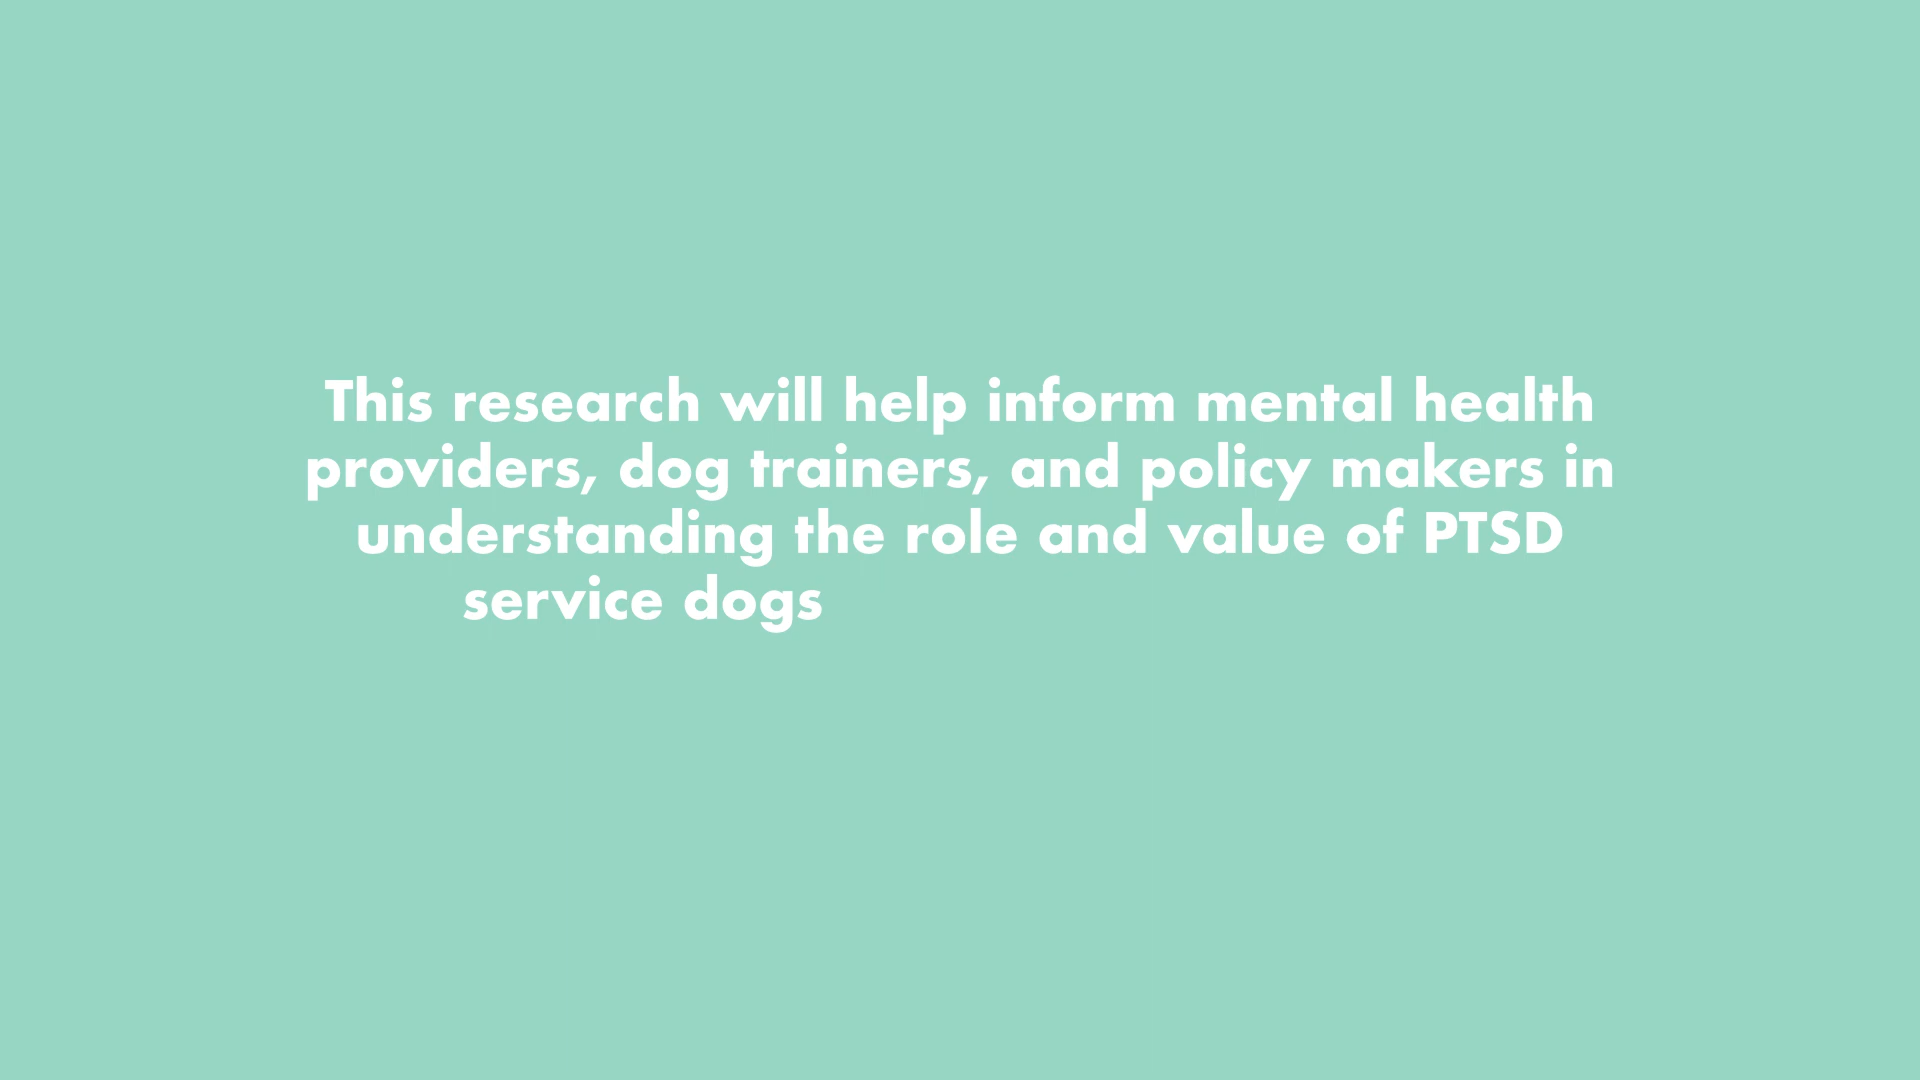 This research will help inform mental health
providers, dog trainers, and policy makers in
understanding the role and value of PTSD
service dogs